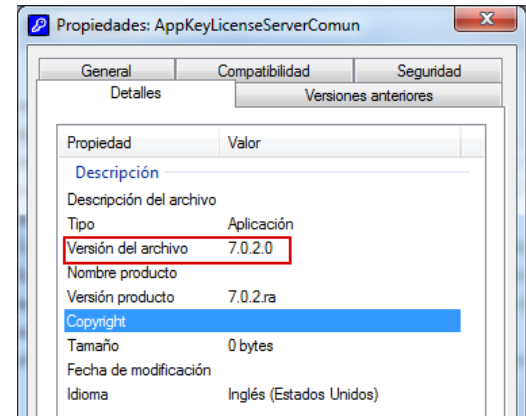 Propiedades: AppKeyLicenseServerComun
General Compatibilidad Seguridad
Detalles Versiones anteriores
Propiedad Valor
Descripción
Descripción del archivo
Tipo Aplicación
Versión del archivo 7.0.2.0
Nombre producto
Versión producto 7.0.2.ra
Copyright
Tamaño 0 bytes
Fecha de modificación
Idioma Inglés (Estados Unidos)